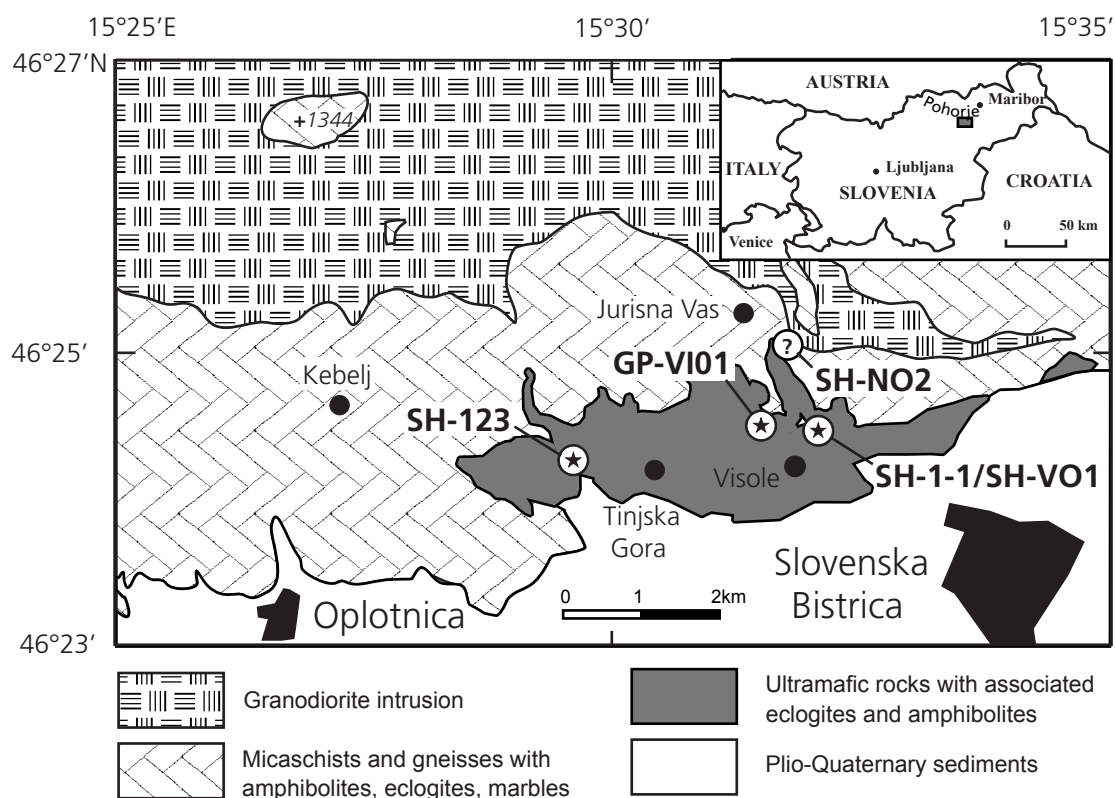 15°25’E 15°30’ 15°35’
46°27’N
AUSTRIA
Pohorje
Maribor
ITALY
Ljubljana
SLOVENIA
CROATIA
Venice
0 50 km
+1344
Jurisna Vas
46°25’
?
GP-VI01
SH-NO2
Kebelj
SH-123
Visole
SH-1-1/SH-VO1
Tinjska
Gora
Slovenska
Bistrica
0 1 2km
Oplotnica
46°23’
Granodiorite intrusion
Micaschists and gneisses with
amphibolites, eclogites, marbles
Ultramafic rocks with associated
eclogites and amphibolites
Plio-Quaternary sediments